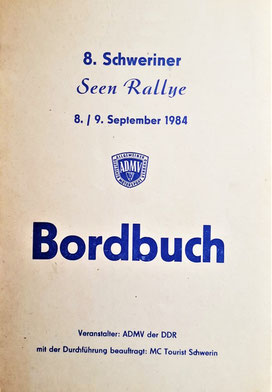 8. Schweriner
Seen Rallye
8. / 9. September 1984
ADMV
Bordbuch
Veranstalter: ADMV der DDR
mit der Durchführung beauftragt: MC Tourist Schwerin